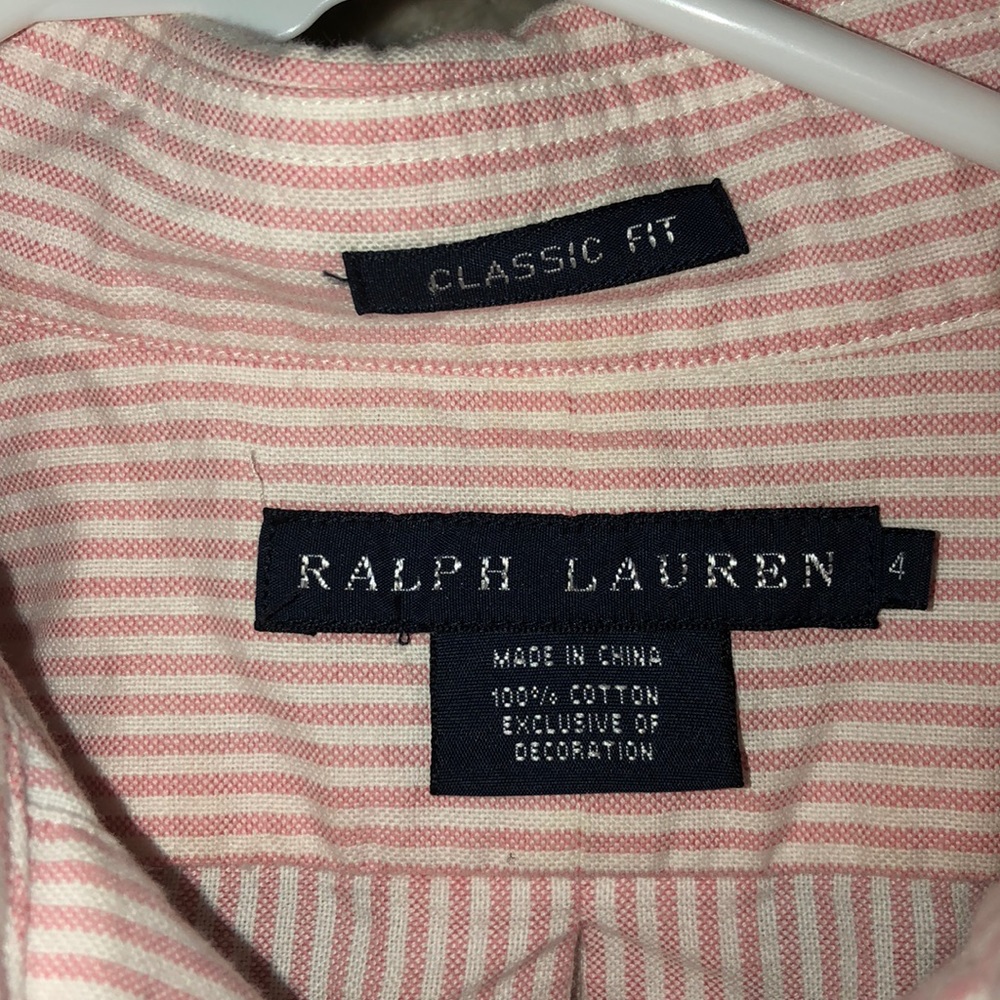 CLASSIC FIT
RALPH LAUREN 4
MADE IN CHINA
100% COTTON
EXCLUSIVE OF
DECORATION